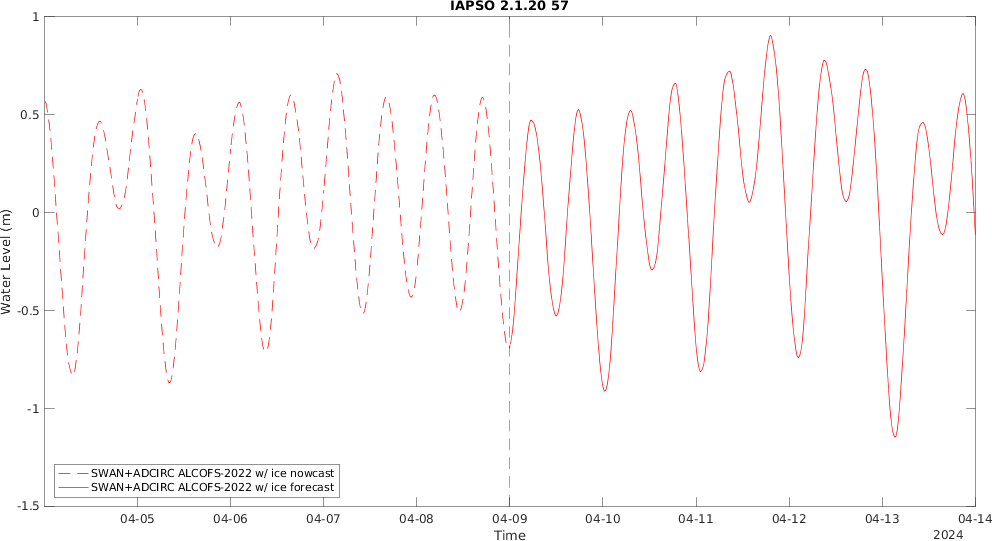 IAPSO 2.1.20 57
1
0.5
0
-0.5
-1
-1.5
Water Level (m)
SWAN+ADCIRC ALCOFS-2022 w/ ice nowcast
SWAN+ADCIRC ALCOFS-2022 w/ ice forecast
04-05 04-06 04-07 04-08 04-09 04-10 04-11 04-12 04-13 04-14
Time
2024